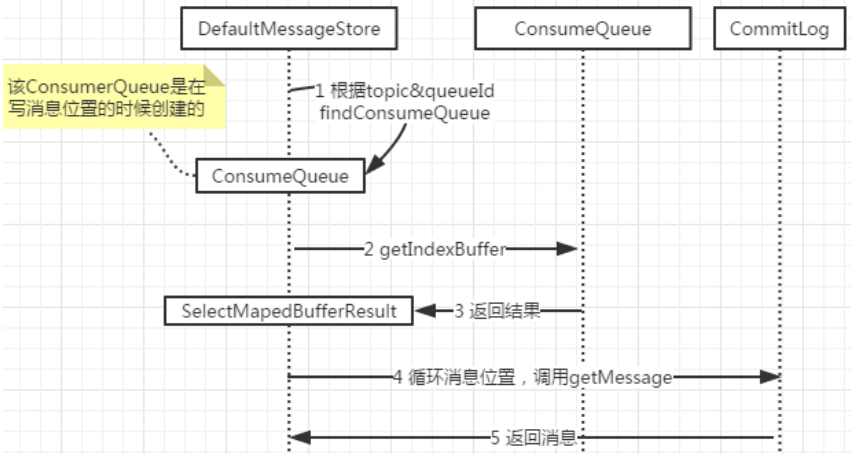 DefaultMessageStore
ConsumeQueue
CommitLog
该ConsumerQueue是在
写消息位置的时候创建的
1 根据topic&queueId
findConsumeQueue
ConsumeQueue
2 getIndexBuffer
SelectMapedBufferResult
3 返回结果
4 循环消息位置，调用getMessage
5 返回消息